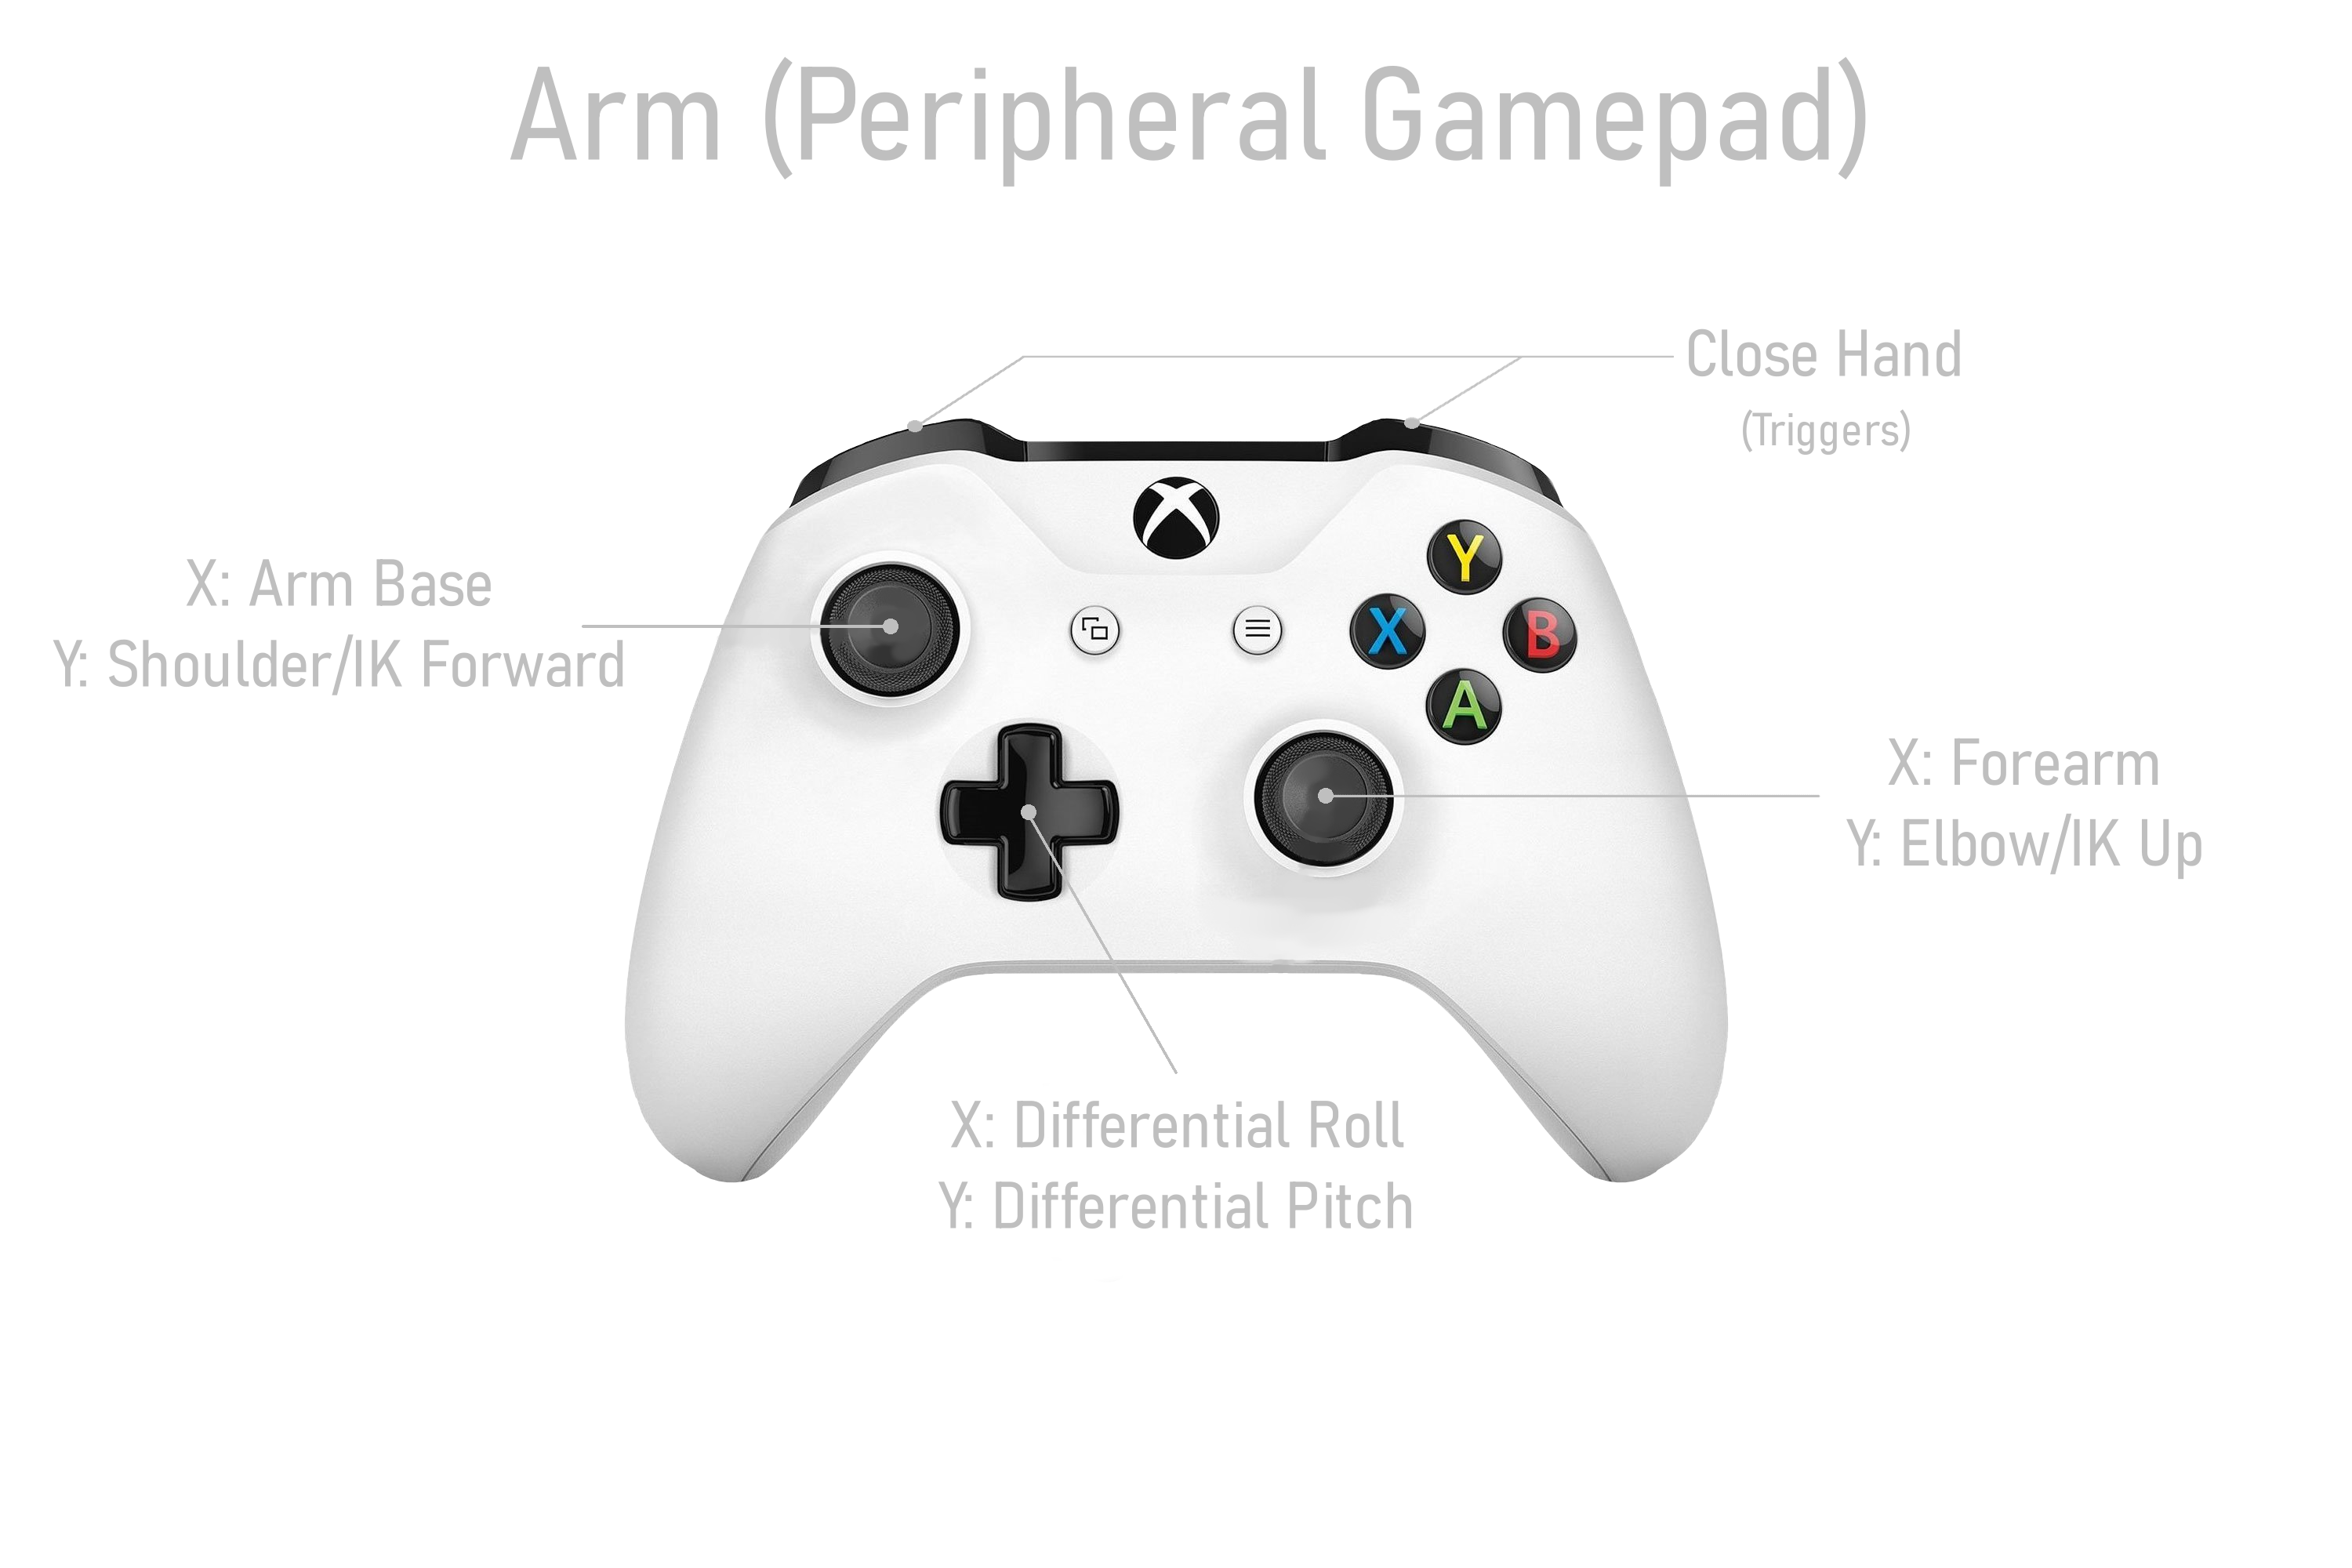 Arm (Peripheral Gamepad)
Close Hand
(Triggers)
X: Arm Base
Y: Shoulder/IK Forward
Y
X
B
A
X: Forearm
Y: Elbow/IK Up
X: Differential Roll
Y: Differential Pitch